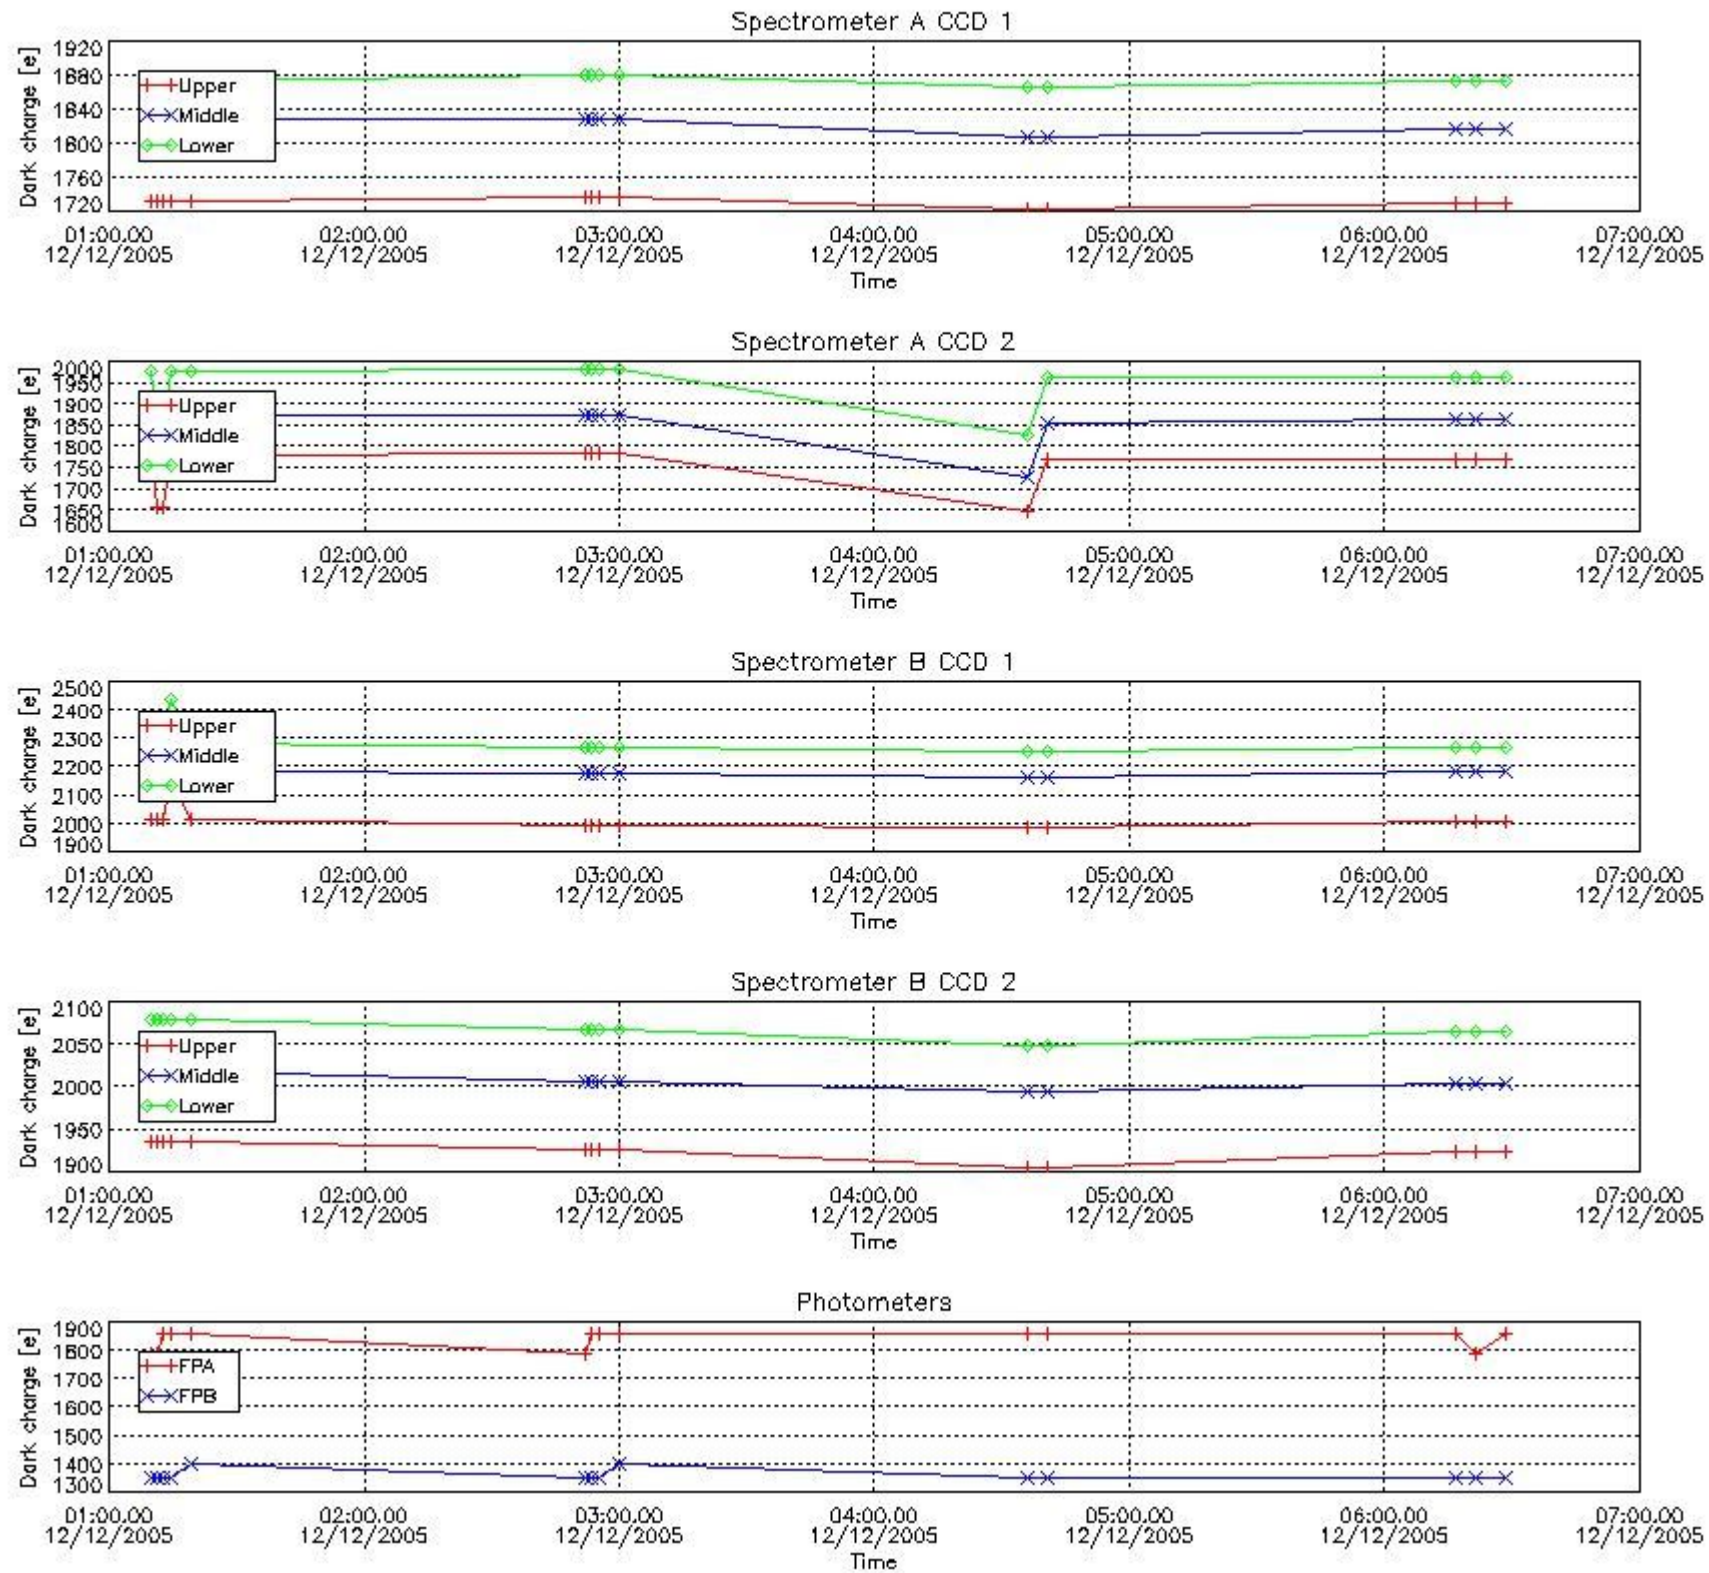 Spectrometer A CCD 1
Dark charge [e]
1920
1880
1840
1800
1760
1720
Upper
Middle
Lower
01:00.00 02:00.00 03:00.00 04:00.00 05:00.00 06:00.00 07:00.00
12/12/2005 12/12/2005 12/12/2005 12/12/2005 12/12/2005 12/12/2005 12/12/2005
Time
Spectrometer A CCD 2
Dark charge [e]
2000
1950
1900
1850
1800
1750
1700
1650
1600
Upper
Middle
Lower
01:00.00 02:00.00 03:00.00 04:00.00 05:00.00 06:00.00 07:00.00
12/12/2005 12/12/2005 12/12/2005 12/12/2005 12/12/2005 12/12/2005 12/12/2005
Time
Spectrometer B CCD 1
Dark charge [e]
2500
2400
2300
2200
2100
2000
1900
Upper
Middle
Lower
01:00.00 02:00.00 03:00.00 04:00.00 05:00.00 06:00.00 07:00.00
12/12/2005 12/12/2005 12/12/2005 12/12/2005 12/12/2005 12/12/2005 12/12/2005
Time
Spectrometer B CCD 2
Dark charge [e]
2100
2050
2000
1950
1900
Upper
Middle
Lower
01:00.00 02:00.00 03:00.00 04:00.00 05:00.00 06:00.00 07:00.00
12/12/2005 12/12/2005 12/12/2005 12/12/2005 12/12/2005 12/12/2005 12/12/2005
Time
Photometers
Dark charge [e]
1900
1800
1700
1600
1500
1400
1300
FPA
FPB
01:00.00 02:00.00 03:00.00 04:00.00 05:00.00 06:00.00 07:00.00
12/12/2005 12/12/2005 12/12/2005 12/12/2005 12/12/2005 12/12/2005 12/12/2005
Time